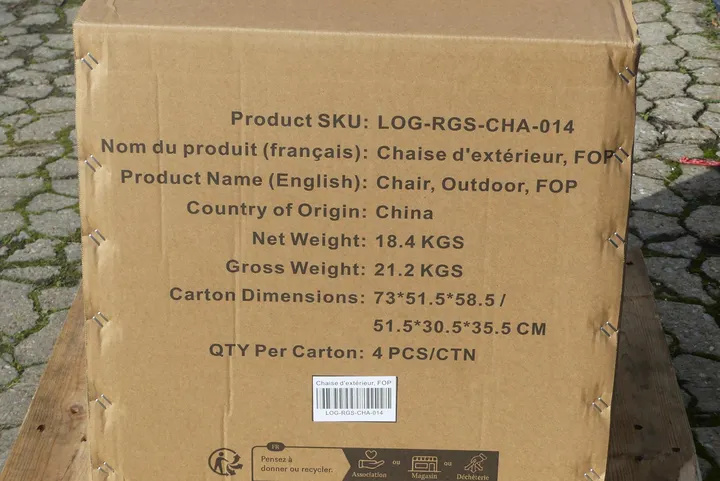 Product SKU: LOG-RGS-CHA-014
Nom du produit (français): Chaise d'extérieur, FOP
Product Name (English): Chair, Outdoor, FOP
Country of Origin: China
Net Weight: 18.4 KGS
Gross Weight: 21.2 KGS
Carton Dimensions: 73*51.5*58.5 /
51.5*30.5*35.5 CM
QTY Per Carton: 4 PCS/CTN
Chaise d'extérieur, FOP
LOG-RGS-CHA-014
FR
Pensez à
donner ou recycler.
Association ou Magasin ou Déchèterie